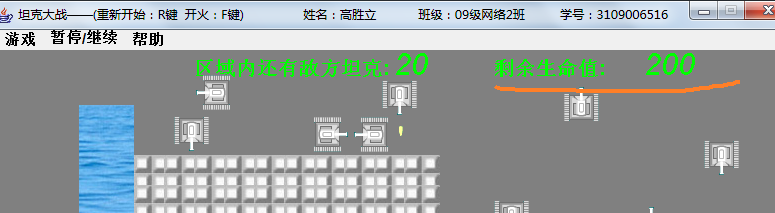 坦克大战——(重新开始：R键 开火：F键) 姓名：高胜立 班级：09级网络2班 学号：3109006516
游戏 暂停/继续 帮助
区域内还有敌方坦克: 20 剩余生命值: 200